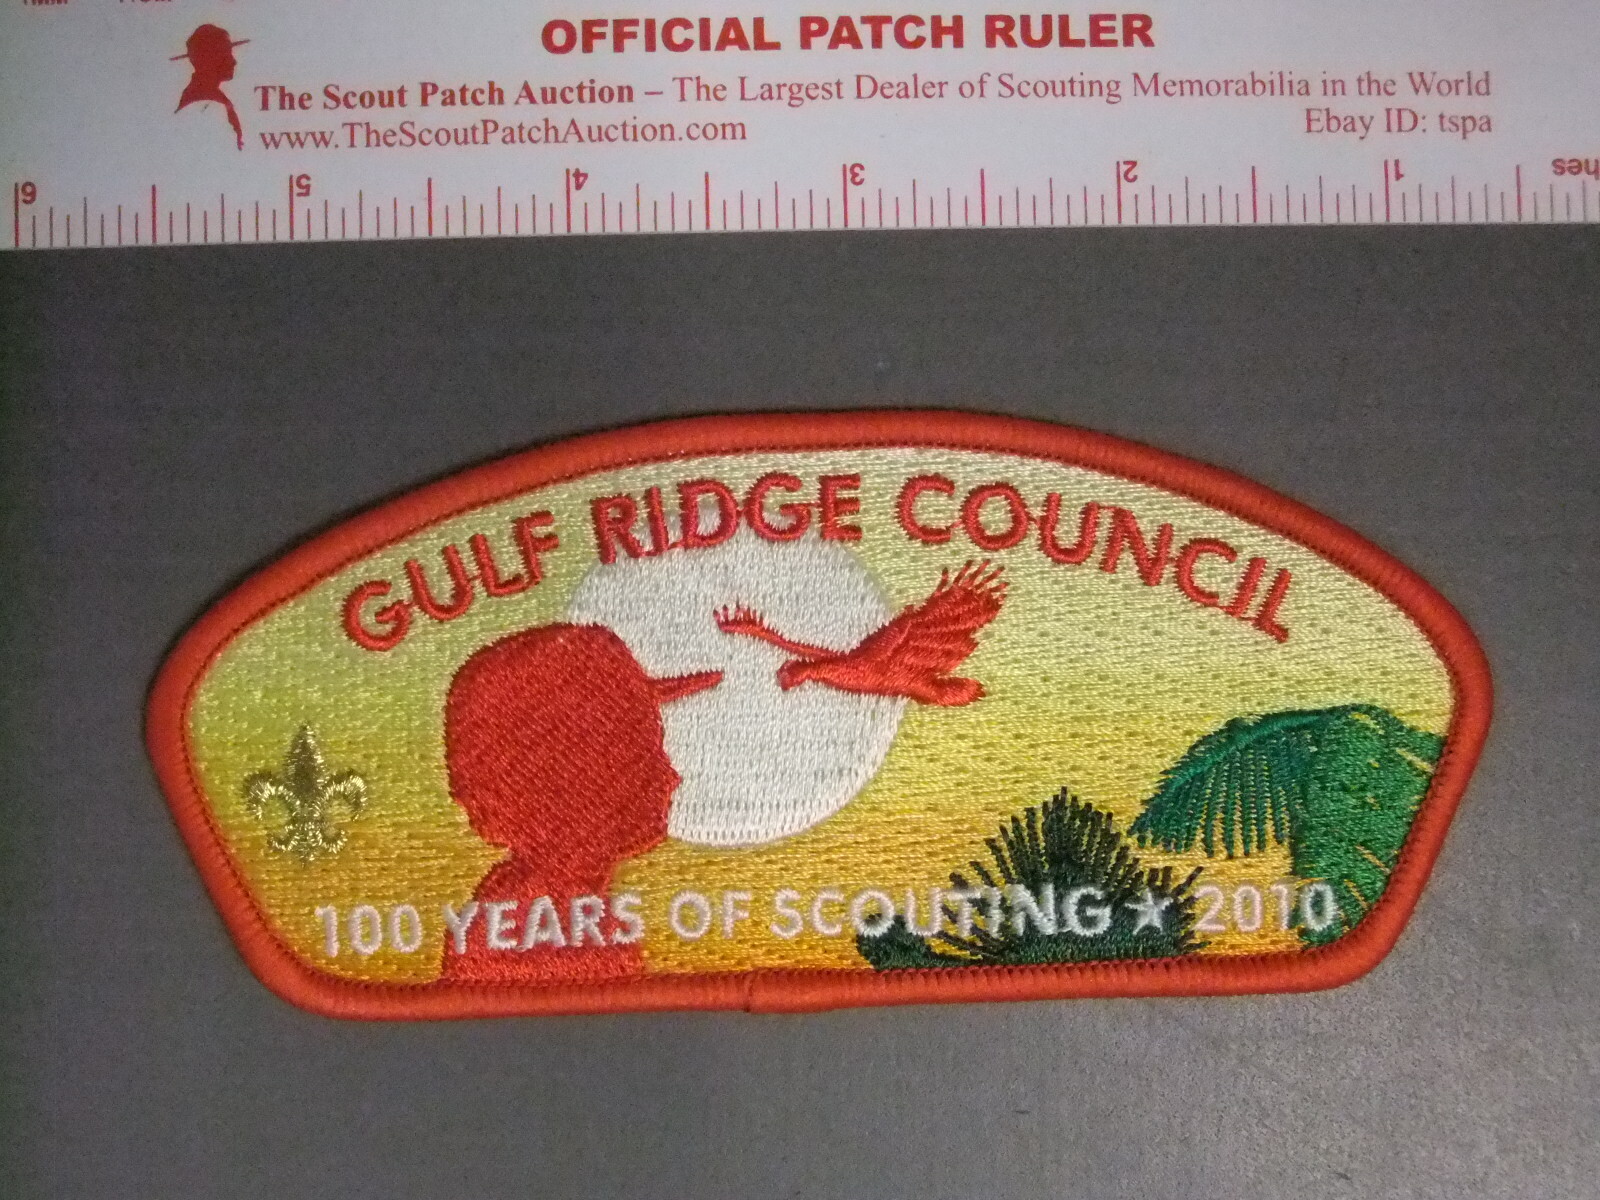 OFFICIAL PATCH RULER
The Scout Patch Auction – The Largest Dealer of Scouting Memorabilia in the World
www.TheScoutPatchAuction.com
Ebay ID: tspa
6 5 4 3 2 1
GULF RIDGE COUNCIL
100 YEARS OF SCOUTING ★ 2010